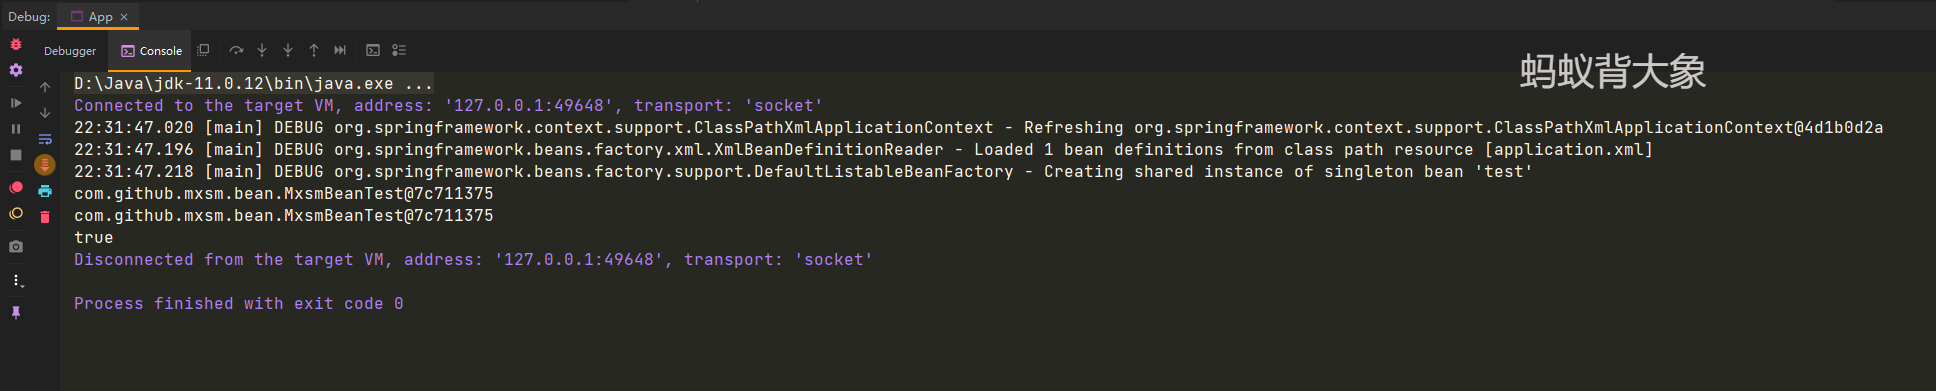 Debug: App ×
Debugger Console
蚂蚁背大象
D:\Java\jdk-11.0.12\bin\java.exe ...
Connected to the target VM, address: '127.0.0.1:49648', transport: 'socket'
22:31:47.020 [main] DEBUG org.springframework.context.support.ClassPathXmlApplicationContext - Refreshing org.springframework.context.support.ClassPathXmlApplicationContext@4d1b0d2a
22:31:47.196 [main] DEBUG org.springframework.beans.factory.xml.XmlBeanDefinitionReader - Loaded 1 bean definitions from class path resource [application.xml]
22:31:47.218 [main] DEBUG org.springframework.beans.factory.support.DefaultListableBeanFactory - Creating shared instance of singleton bean 'test'
com.github.mxsm.bean.MxsmBeanTest@7c711375
com.github.mxsm.bean.MxsmBeanTest@7c711375
true
Disconnected from the target VM, address: '127.0.0.1:49648', transport: 'socket'
Process finished with exit code 0